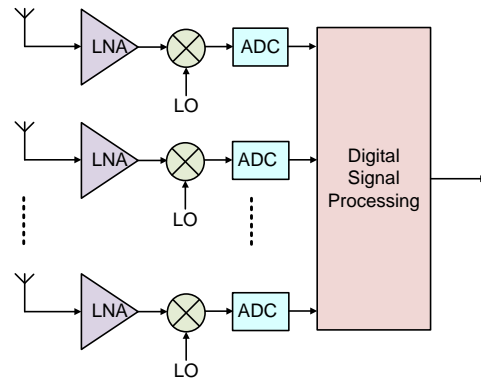 LNA
ADC
LO
LNA
ADC
LO
Digital
Signal
Processing
LNA
ADC
LO